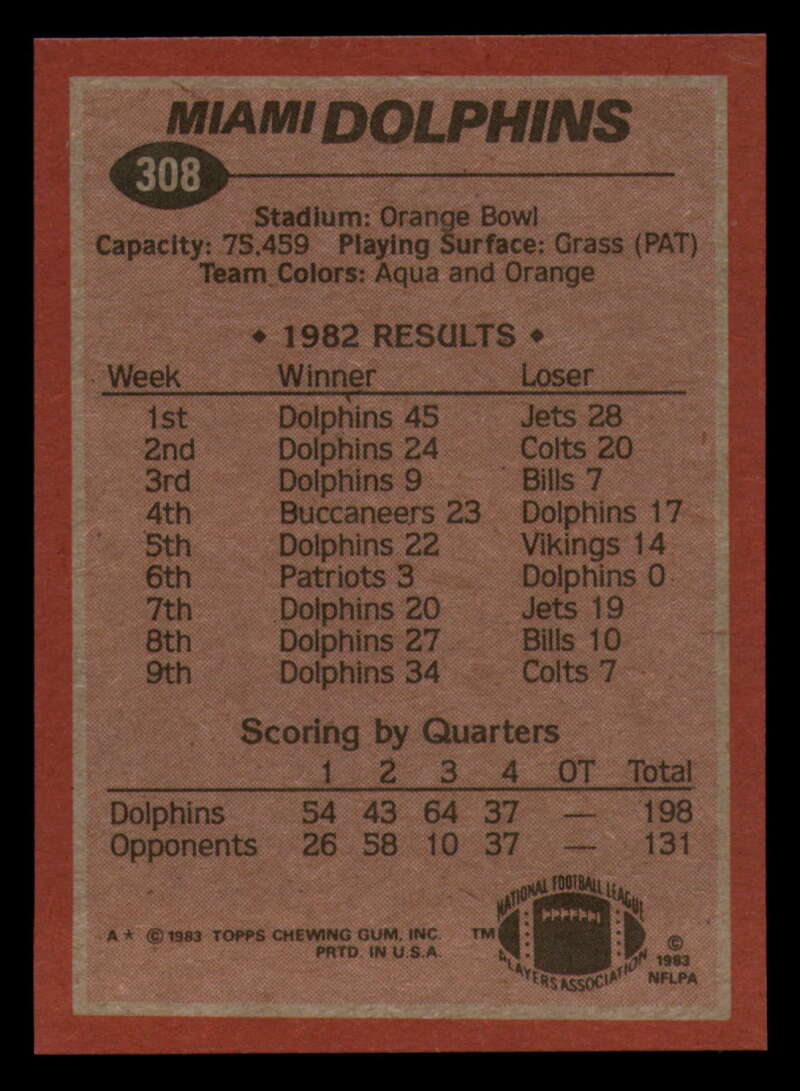 MIAMI DOLPHINS
308
Stadium: Orange Bowl
Capacity: 75,459 Playing Surface: Grass (PAT)
Team Colors: Aqua and Orange
◆ 1982 RESULTS ◆
Week Winner Loser
1st Dolphins 45 Jets 28
2nd Dolphins 24 Colts 20
3rd Dolphins 9 Bills 7
4th Buccaneers 23 Dolphins 17
5th Dolphins 22 Vikings 14
6th Patriots 3 Dolphins 0
7th Dolphins 20 Jets 19
8th Dolphins 27 Bills 10
9th Dolphins 34 Colts 7
Scoring by Quarters
1 2 3 4 OT Total
Dolphins 54 43 64 37 — 198
Opponents 26 58 10 37 — 131
NATIONAL FOOTBALL LEAGUE
PLAYERS ASSOCIATION
A* © 1983 TOPPS CHEWING GUM, INC. TM
PRTD. IN U.S.A.
©
1983
NFLPA